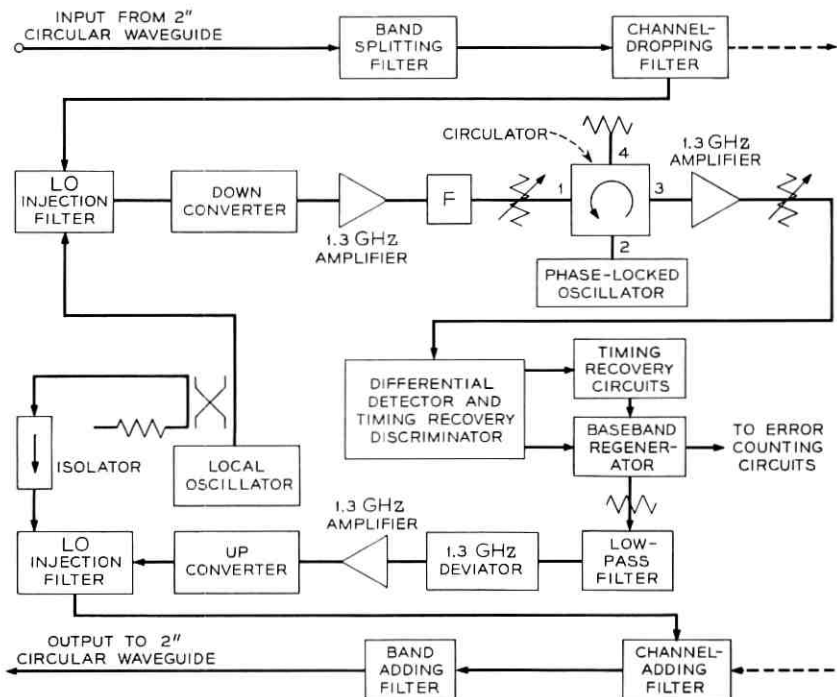 INPUT FROM 2"
CIRCULAR WAVEGUIDE
BAND
SPLITTING
FILTER
CHANNEL-
DROPPING
FILTER
LO
INJECTION
FILTER
DOWN
CONVERTER
1.3 GHz
AMPLIFIER
F
CIRCULATOR
4
1
3
2
1.3 GHz
AMPLIFIER
PHASE-LOCKED
OSCILLATOR
DIFFERENTIAL
DETECTOR AND
TIMING RECOVERY
DISCRIMINATOR
TIMING
RECOVERY
CIRCUITS
BASEBAND
REGENER-
ATOR
TO ERROR
COUNTING
CIRCUITS
ISOLATOR
LOCAL
OSCILLATOR
LO
INJECTION
FILTER
UP
CONVERTER
1.3 GHz
AMPLIFIER
1.3 GHz
DEVIATOR
LOW-
PASS
FILTER
OUTPUT TO 2"
CIRCULAR WAVEGUIDE
BAND
ADDING
FILTER
CHANNEL-
ADDING
FILTER